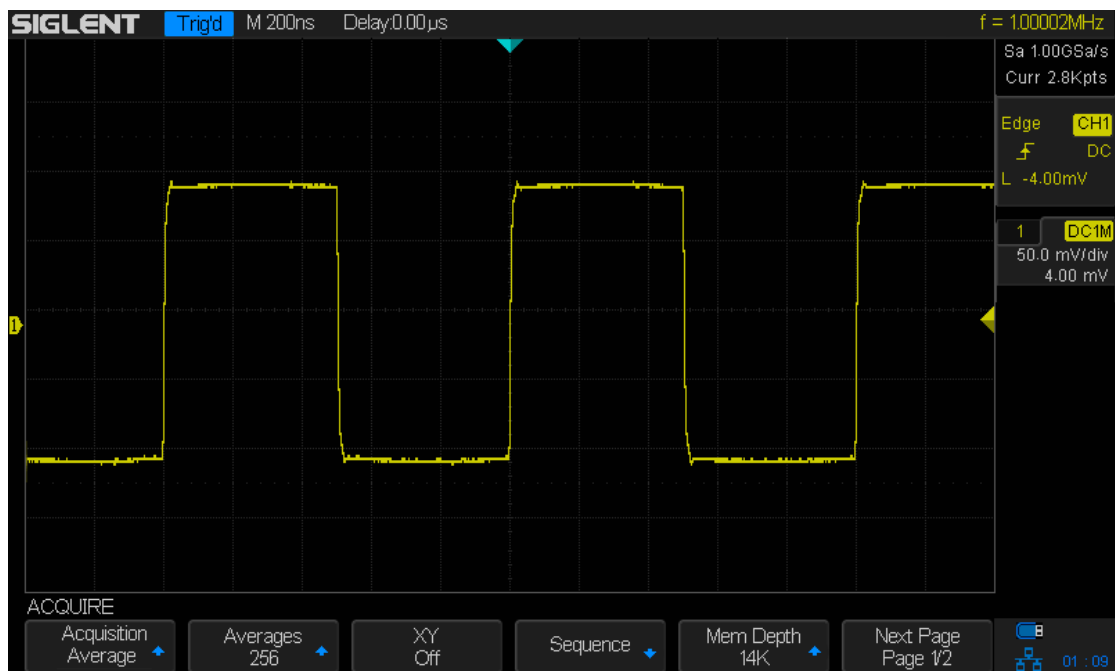 SIGLENT Trig'd M 200ns Delay:0.00µs f = 1.00002MHz
Sa 1.00GSa/s
Curr 2.8Kpts
Edge CH1
DC
L -4.00mV
1 DC1M
50.0 mV/div
4.00 mV
1
ACQUIRE
Acquisition
Average
Averages
256
XY
Off
Sequence
Mem Depth
14K
Next Page
Page 1/2
01 : 09